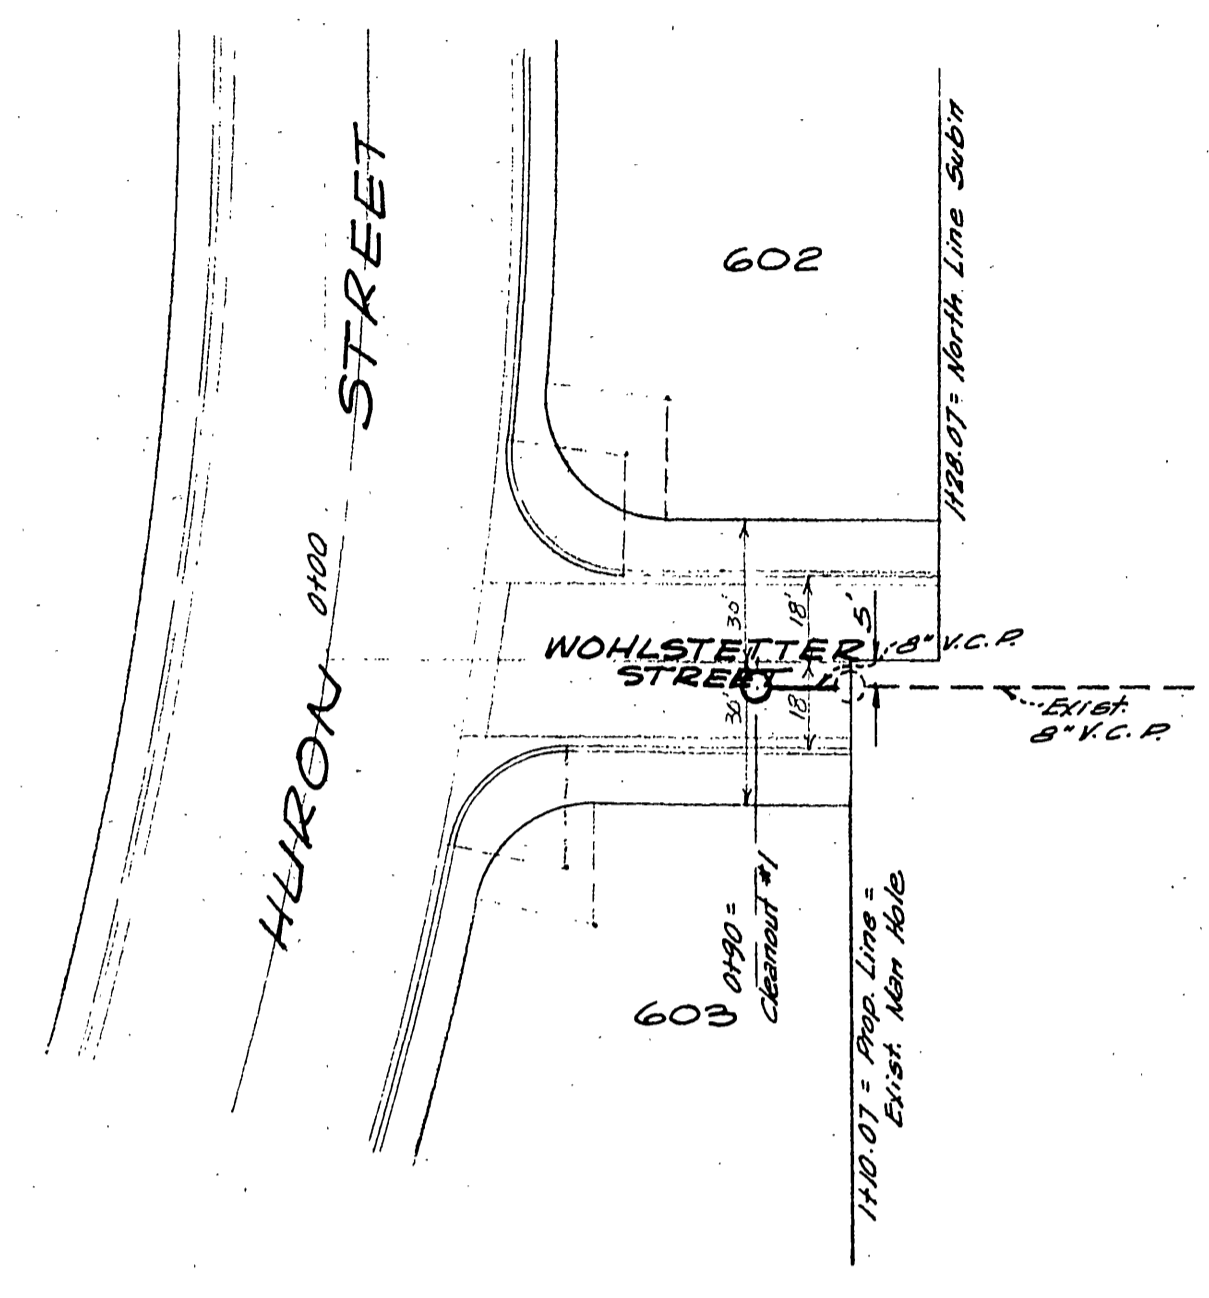 HURON STREET
0+00
602
1+28.07 = North Line Sub'n
30'
18'
5'
WOHLSTETTER
STREET
8" V.C.P.
30'
18'
Exist.
8" V.C.P.
0+90 =
Cleanout #1
603
1+10.07 = Prop. Line =
Exist. Man Hole